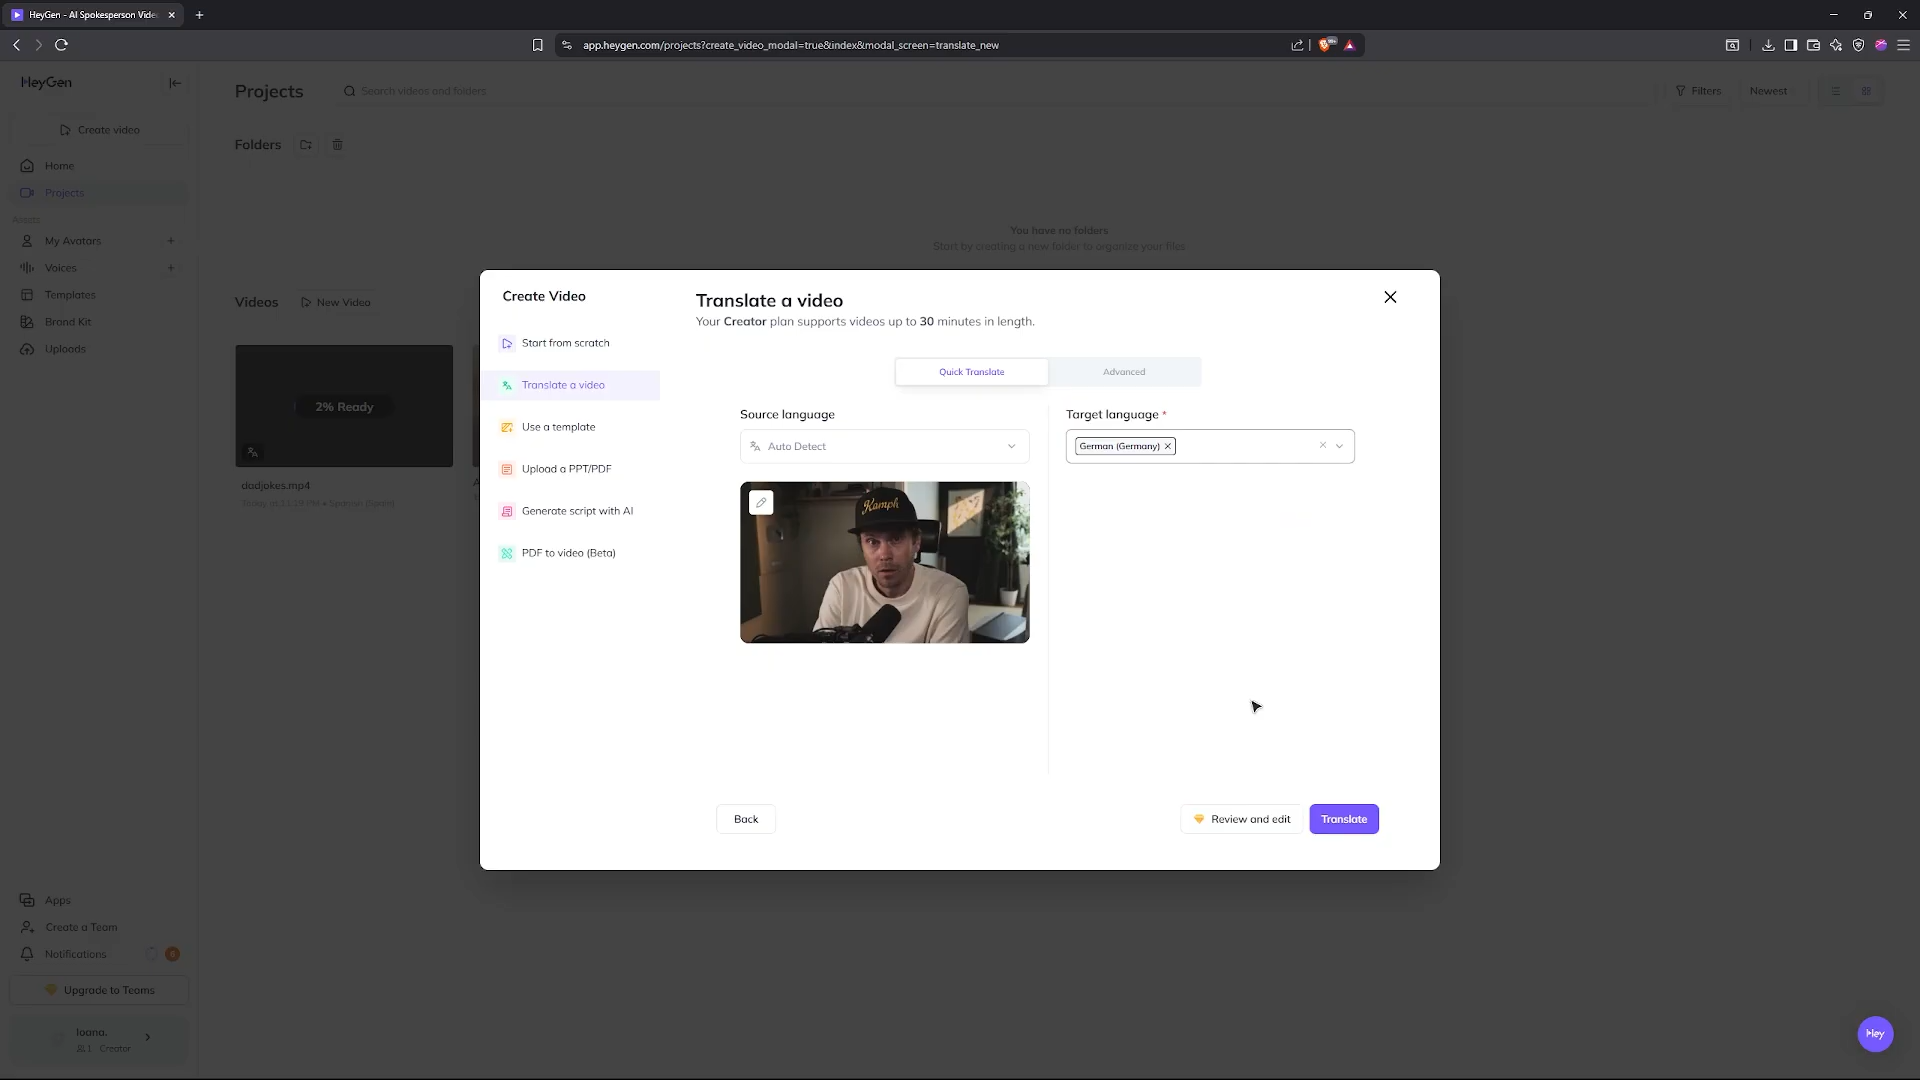 HeyGen - AI Spokesperson Vide
app.heygen.com/projects?create_video_modal=true&index&modal_screen=translate_new
HeyGen
Create video
Home
Projects
Assets
My Avatars
Voices
Templates
Brand Kit
Uploads
Apps
Create a Team
Notifications
Upgrade to Teams
Ioana.
1 Creator
Projects
Search videos and folders
Filters
Newest
Folders
You have no folders
Start by creating a new folder to organize your files
Videos
New Video
2% Ready
dadjokes.mp4
Create Video
Start from scratch
Translate a video
Use a template
Upload a PPT/PDF
Generate script with AI
PDF to video (Beta)
Translate a video
Your Creator plan supports videos up to 30 minutes in length.
Quick Translate
Advanced
Source language
Auto Detect
Kamph
Target language *
German (Germany)
Back
Review and edit
Translate
Hey